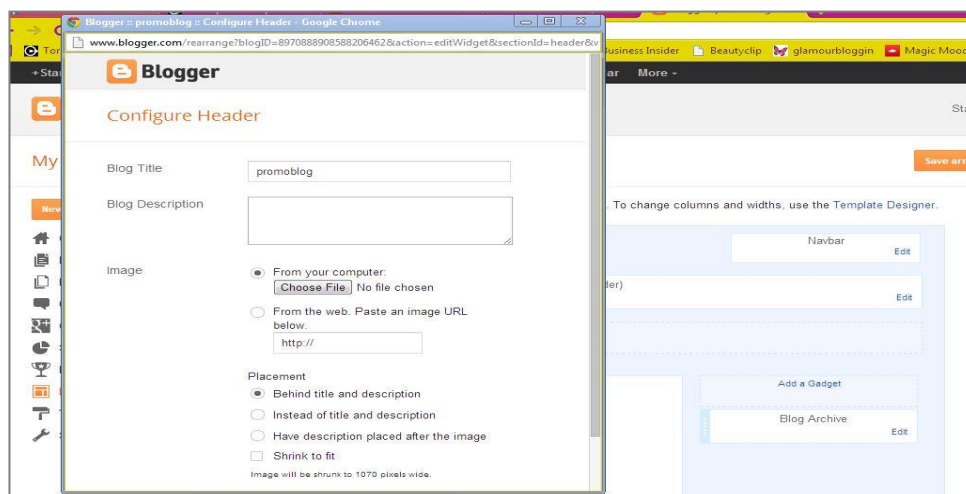 Blogger :: promoblog :: Configure Header - Google Chrome
www.blogger.com/rearrange?blogID=8970888908588206462&action=editWidget&sectionId=header&v
Business Insider Beautyclip glamourbloggin Magic Mood
+Sta
ar More
Blogger
Configure Header
Sta
My
Save arr
Blog Title promoblog
New
Blog Description
. To change columns and widths, use the Template Designer.
Navbar
Edit
Image
From your computer:
Choose File No file chosen
der)
Edit
From the web. Paste an image URL
below.
http://
Placement
Behind title and description
Instead of title and description
Have description placed after the image
Shrink to fit
Image will be shrunk to 1070 pixels wide.
Add a Gadget
Blog Archive
Edit